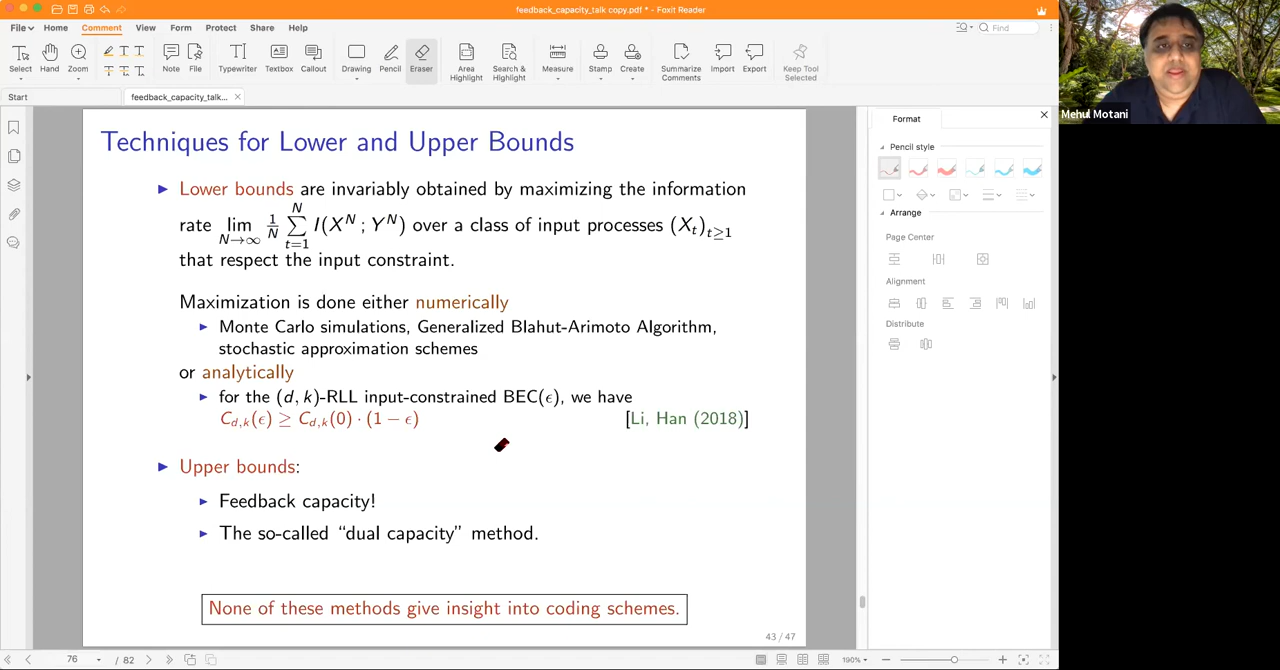 feedback_capacity_talk copy.pdf * - Foxit Reader
File Home Comment View Form Protect Share Help
Find
Select Hand Zoom Note File Typewriter Textbox Callout Drawing Pencil Eraser Area Highlight Search & Highlight Measure Stamp Create Summarize Comments Import Export Keep Tool Selected
Mehul Motani
Start feedback_capacity_talk...
Techniques for Lower and Upper Bounds
Lower bounds are invariably obtained by maximizing the information
rate lim_{N→∞} 1/N ∑_{t=1}^{N} I(X^N; Y^N) over a class of input processes (X_t)_{t≥1}
that respect the input constraint.
Maximization is done either numerically
Monte Carlo simulations, Generalized Blahut-Arimoto Algorithm,
stochastic approximation schemes
or analytically
for the (d, k)-RLL input-constrained BEC(ϵ), we have
C_{d,k}(ϵ) ≥ C_{d,k}(0) · (1 − ϵ) [Li, Han (2018)]
Upper bounds:
Feedback capacity!
The so-called “dual capacity” method.
None of these methods give insight into coding schemes.
43 / 47
Format
Pencil style
Arrange
Page Center
Alignment
Distribute
76 / 82
190%